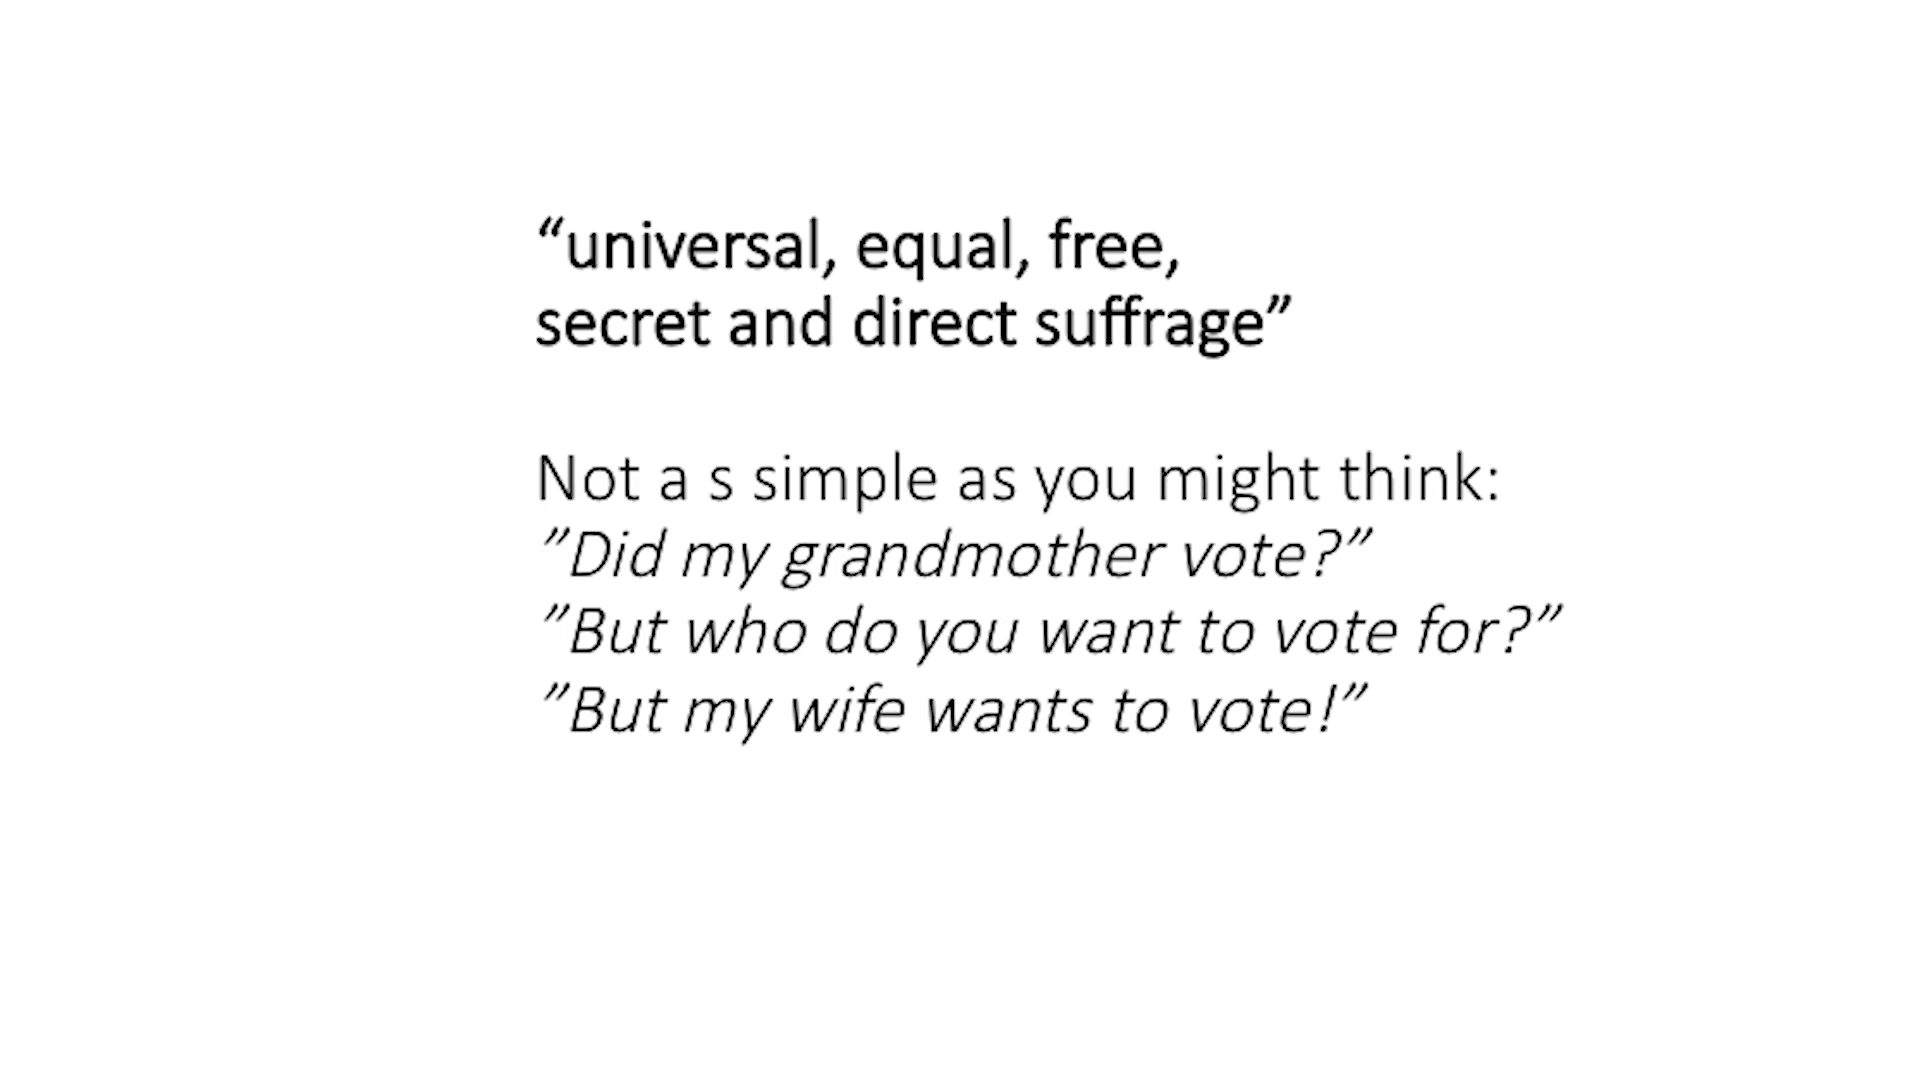 “universal, equal, free,
secret and direct suffrage”
Not a s simple as you might think:
”Did my grandmother vote?”
”But who do you want to vote for?”
”But my wife wants to vote!”